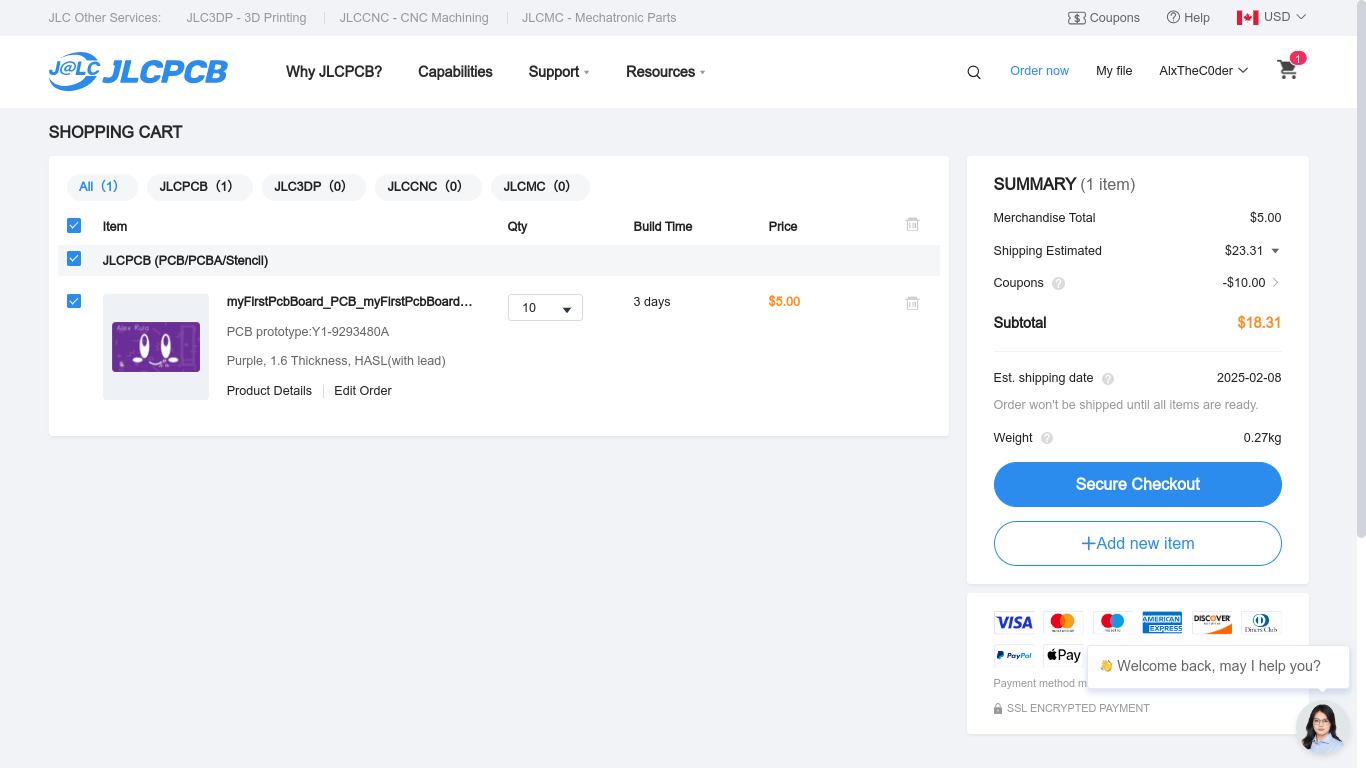 JLC Other Services: JLC3DP - 3D Printing JLCCNC - CNC Machining JLCMC - Mechatronic Parts Coupons Help USD
J@LC JLCPCB Why JLCPCB? Capabilities Support Resources Order now My file AlxTheC0der 1
SHOPPING CART
All (1) JLCPCB (1) JLC3DP (0) JLCCNC (0) JLCMC (0)
Item Qty Build Time Price
JLCPCB (PCB/PCBA/Stencil)
myFirstPcbBoard_PCB_myFirstPcbBoard… 10 3 days $5.00
PCB prototype:Y1-9293480A
Purple, 1.6 Thickness, HASL(with lead)
Product Details Edit Order
SUMMARY (1 item)
Merchandise Total $5.00
Shipping Estimated $23.31
Coupons ? -$10.00
Subtotal $18.31
Est. shipping date ? 2025-02-08
Order won't be shipped until all items are ready.
Weight ? 0.27kg
Secure Checkout
+Add new item
VISA AMERICAN EXPRESS DISCOVER Diners Club
PayPal Pay
Welcome back, may I help you?
Payment method m
SSL ENCRYPTED PAYMENT